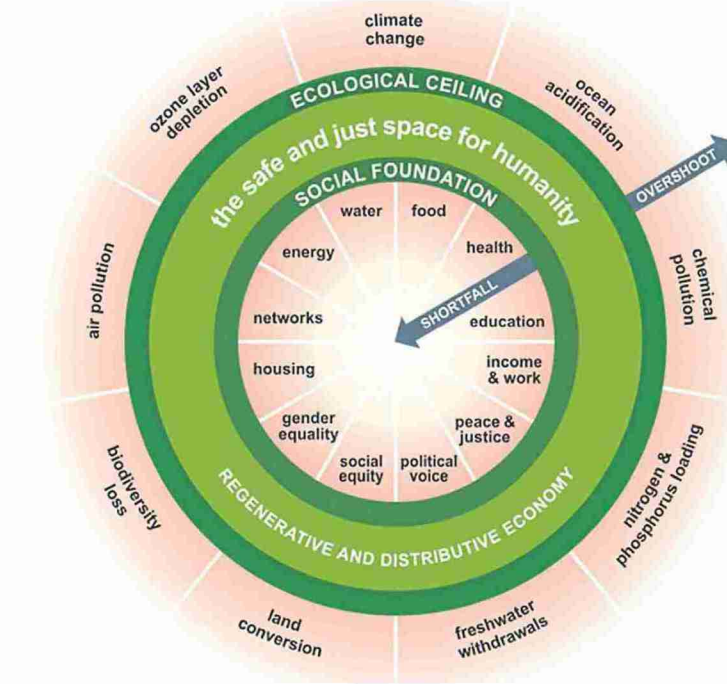 climate
change
ocean
acidification
chemical
pollution
nitrogen &
phosphorus loading
freshwater
withdrawals
land
conversion
biodiversity
loss
air pollution
ozone layer
depletion
OVERSHOOT
ECOLOGICAL CEILING
the safe and just space for humanity
SOCIAL FOUNDATION
water
food
health
SHORTFALL
education
income
& work
peace &
justice
political
voice
social
equity
gender
equality
housing
networks
energy
REGENERATIVE AND DISTRIBUTIVE ECONOMY